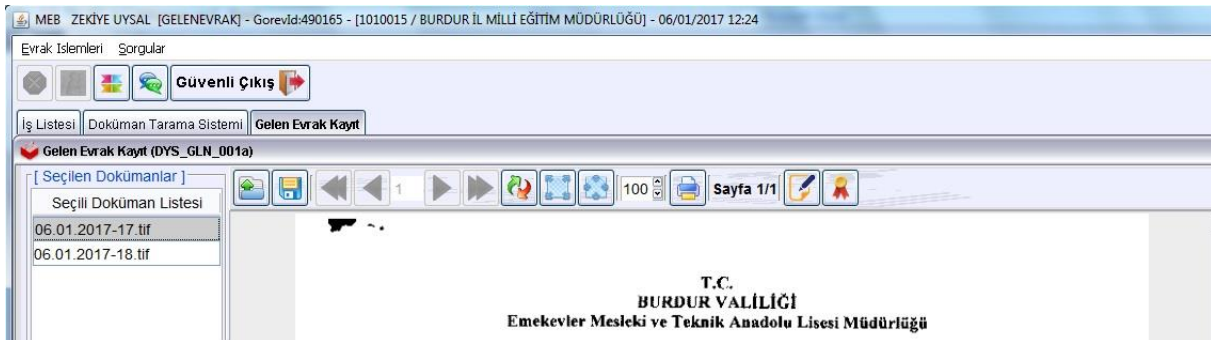 MEB ZEKİYE UYSAL [GELENEVRAK] - GorevId:490165 - [1010015 / BURDUR İL MİLLİ EĞİTİM MÜDÜRLÜĞÜ] - 06/01/2017 12:24
Evrak Islemleri Sorgular
Güvenli Çıkış
İş Listesi Doküman Tarama Sistemi Gelen Evrak Kayıt
Gelen Evrak Kayıt (DYS_GLN_001a)
[ Seçilen Dokümanlar ]
1 100 Sayfa 1/1
Seçili Doküman Listesi
06.01.2017-17.tif
06.01.2017-18.tif
T.C.
BURDUR VALİLİĞİ
Emekevler Mesleki ve Teknik Anadolu Lisesi Müdürlüğü